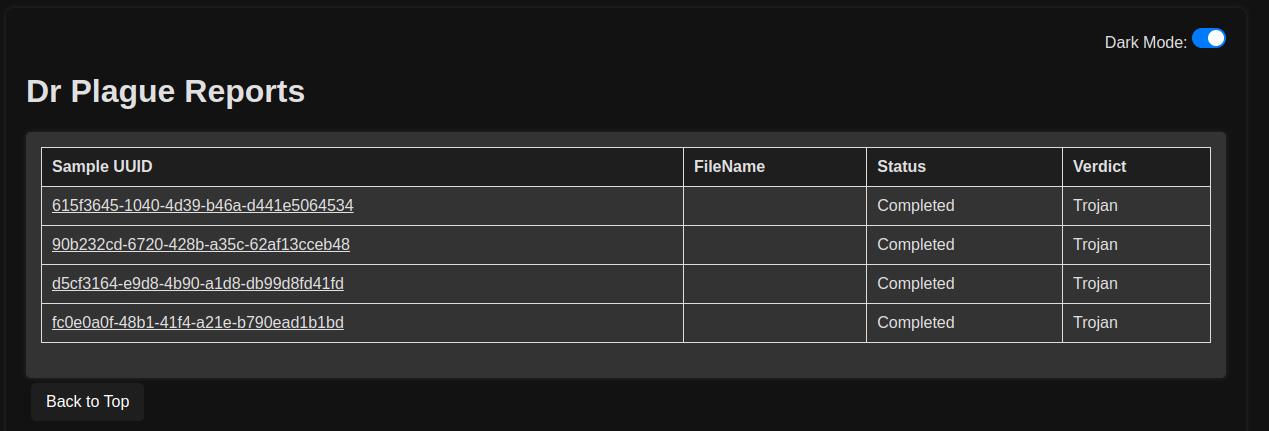 Dark Mode:
Dr Plague Reports
Sample UUID FileName Status Verdict
615f3645-1040-4d39-b46a-d441e5064534 Completed Trojan
90b232cd-6720-428b-a35c-62af13cceb48 Completed Trojan
d5cf3164-e9d8-4b90-a1d8-db99d8fd41fd Completed Trojan
fc0e0a0f-48b1-41f4-a21e-b790ead1b1bd Completed Trojan
Back to Top